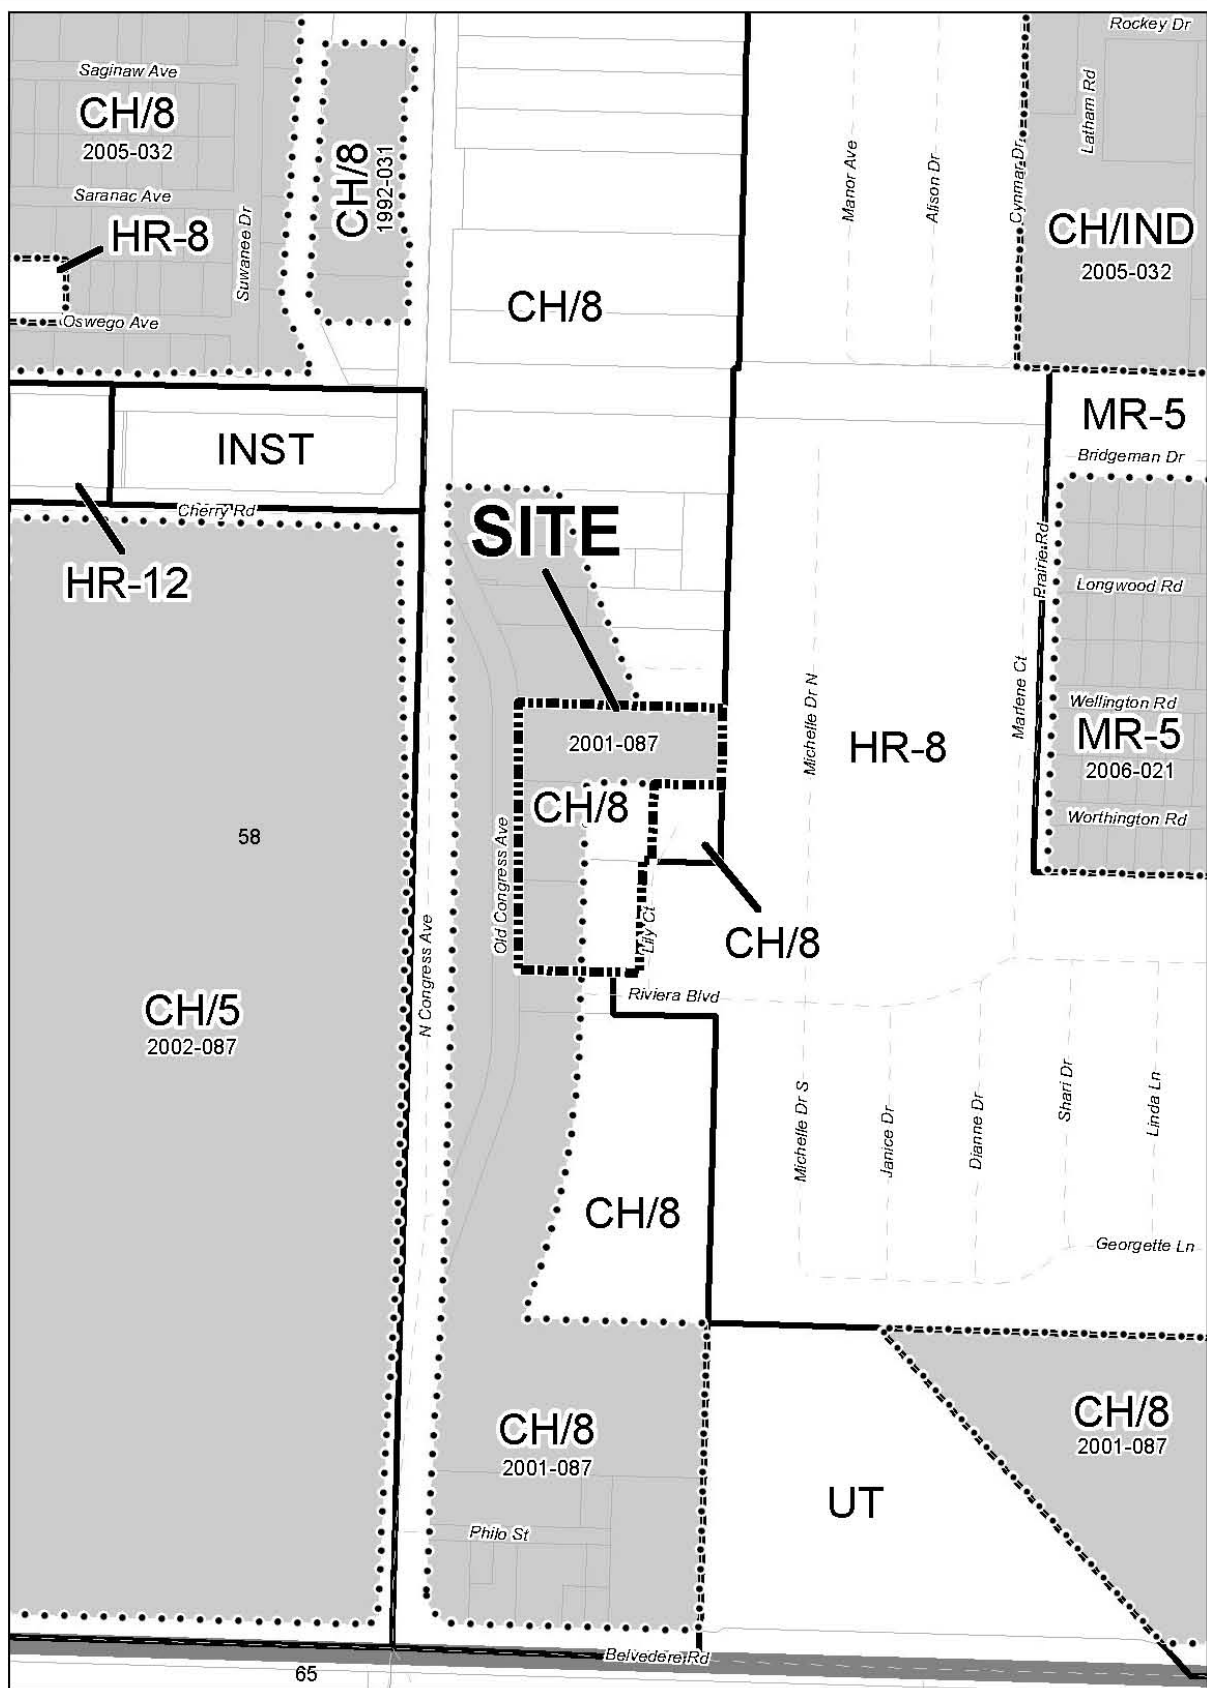 Rockey Dr
Saginaw Ave
CH/8
2005-032
Latham Rd
CH/8
1992-031
Manor Ave
Alison Dr
Cynmar Dr
Saranac Ave
HR-8
Suwanee Dr
CH/IND
2005-032
Oswego Ave
CH/8
INST
MR-5
Bridgeman Dr
Cherry Rd
SITE
HR-12
Prairie Rd
Longwood Rd
Michelle Dr N
Marlene Ct
Wellington Rd
2001-087
HR-8
MR-5
2006-021
CH/8
58
Worthington Rd
Old Congress Ave
Lily Ct
CH/8
N Congress Ave
Riviera Blvd
CH/5
2002-087
Michelle Dr S
Janice Dr
Dianne Dr
Shari Dr
Linda Ln
CH/8
Georgette Ln
CH/8
2001-087
CH/8
2001-087
UT
Philo St
Belvedere Rd
65